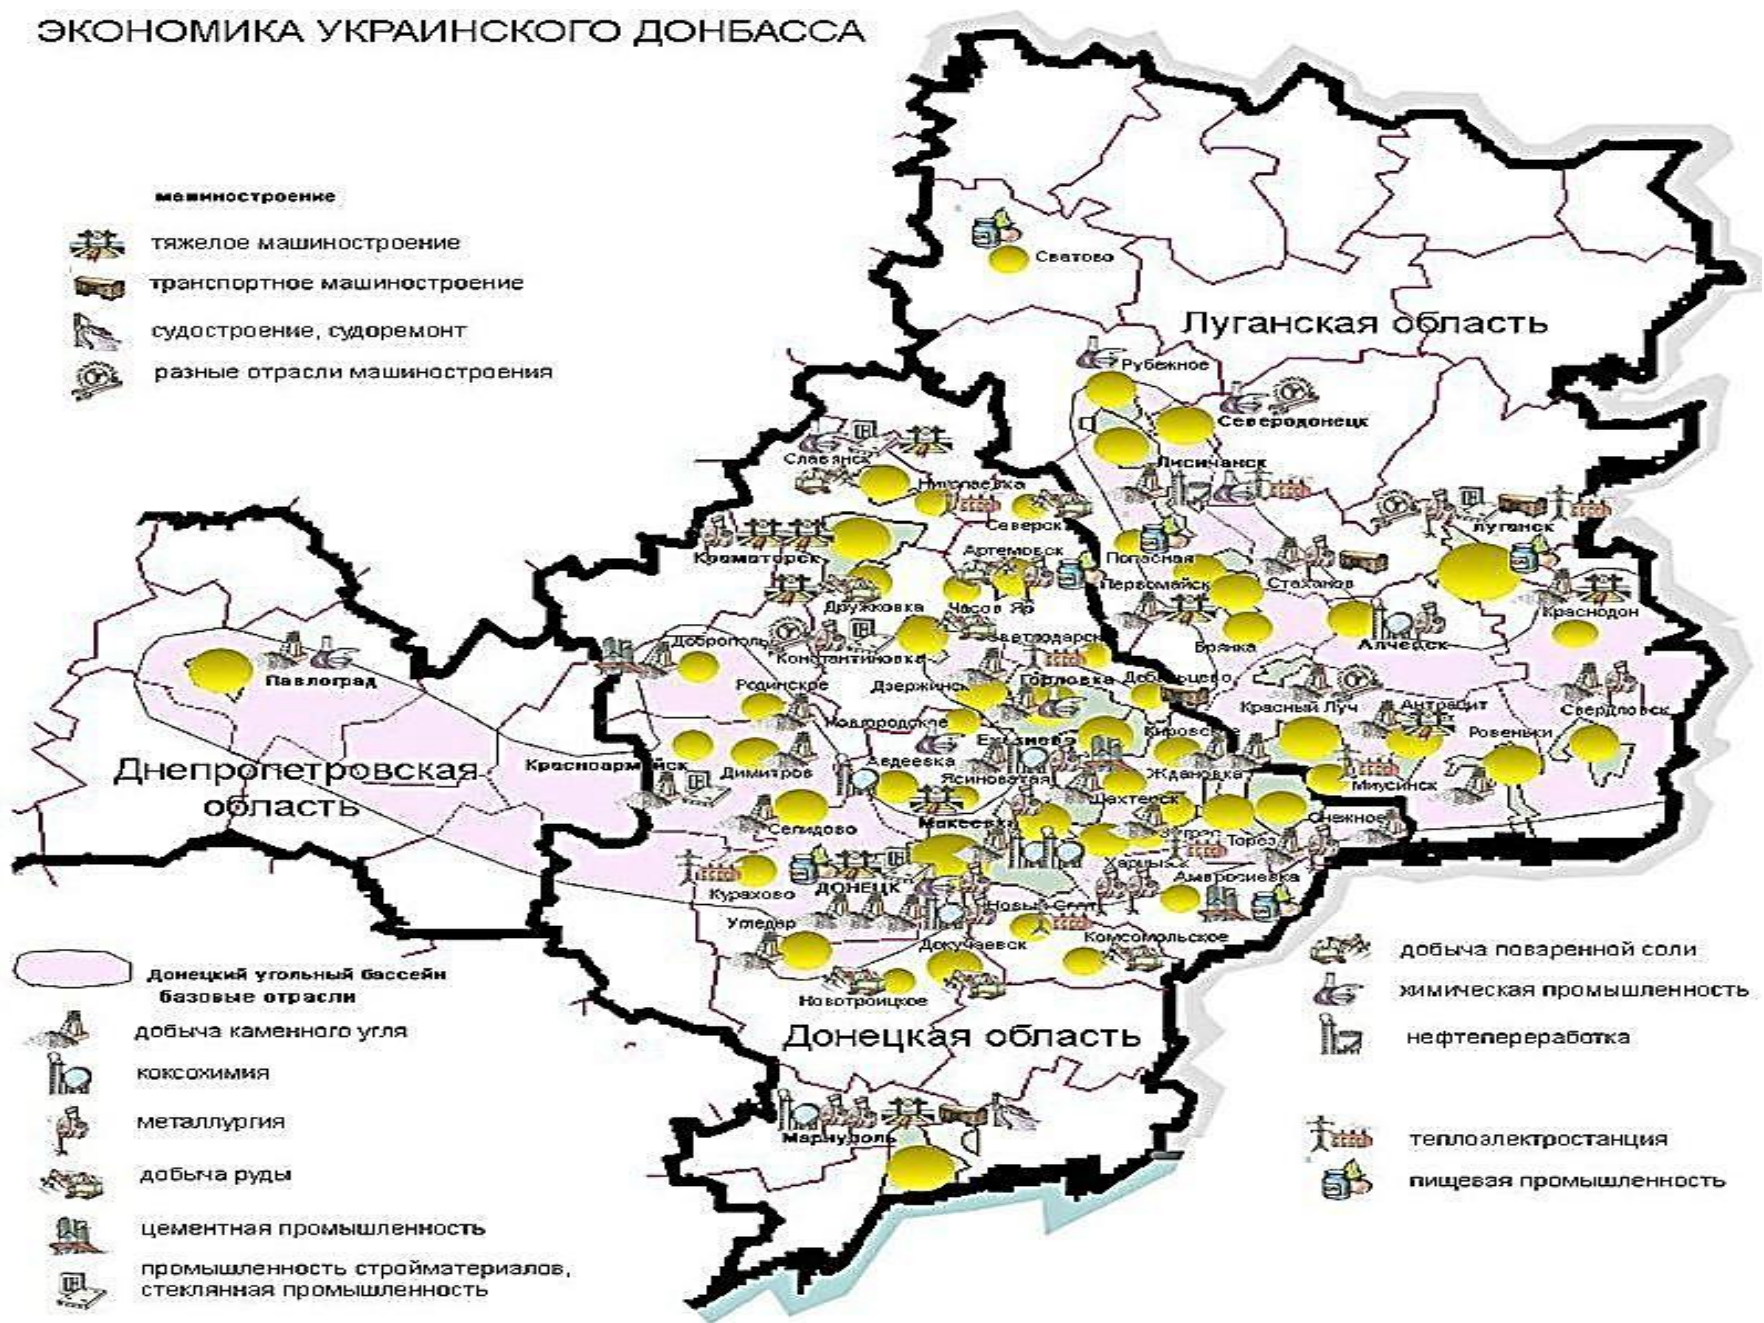 ЭКОНОМИКА УКРАИНСКОГО ДОНБАССА
машиностроение
тяжелое машиностроение
транспортное машиностроение
судостроение, судоремонт
разные отрасли машиностроения
Сватово
Луганская область
Рубежное
Северодонецк
Лисичанск
Славянск
Николаевка
Северск
Луганск
Краматорск
Артемовск
Попасная
Первомайск
Стаханов
Краснодон
Дружковка
Часов Яр
Константиновка
Светлодарск
Брянка
Алчевск
Доброполь
Павлоград
Родинское
Дзержинск
Горловка
Дебальцево
Красный Луч
Антрацит
Свердловск
Новгородское
Енакиево
Кировское
Ровеньки
Днепропетровская
область
Красноармейск
Димитров
Авдеевка
Ясиноватая
Ждановка
Миусинск
Шахтерск
Селидово
Макеевка
Снежное
Зугрэс
Торез
Харцызск
Амвросиевка
Курахово
ДОНЕЦК
Новый Свет
Угледар
Докучаевск
Комсомольское
Новотроицкое
Донецкая область
Мариуполь
Донецкий угольный бассейн
базовые отрасли
добыча каменного угля
коксохимия
металлургия
добыча руды
цементная промышленность
промышленность стройматериалов,
стеклянная промышленность
добыча поваренной соли
химическая промышленность
нефтепереработка
теплоэлектростанция
пищевая промышленность